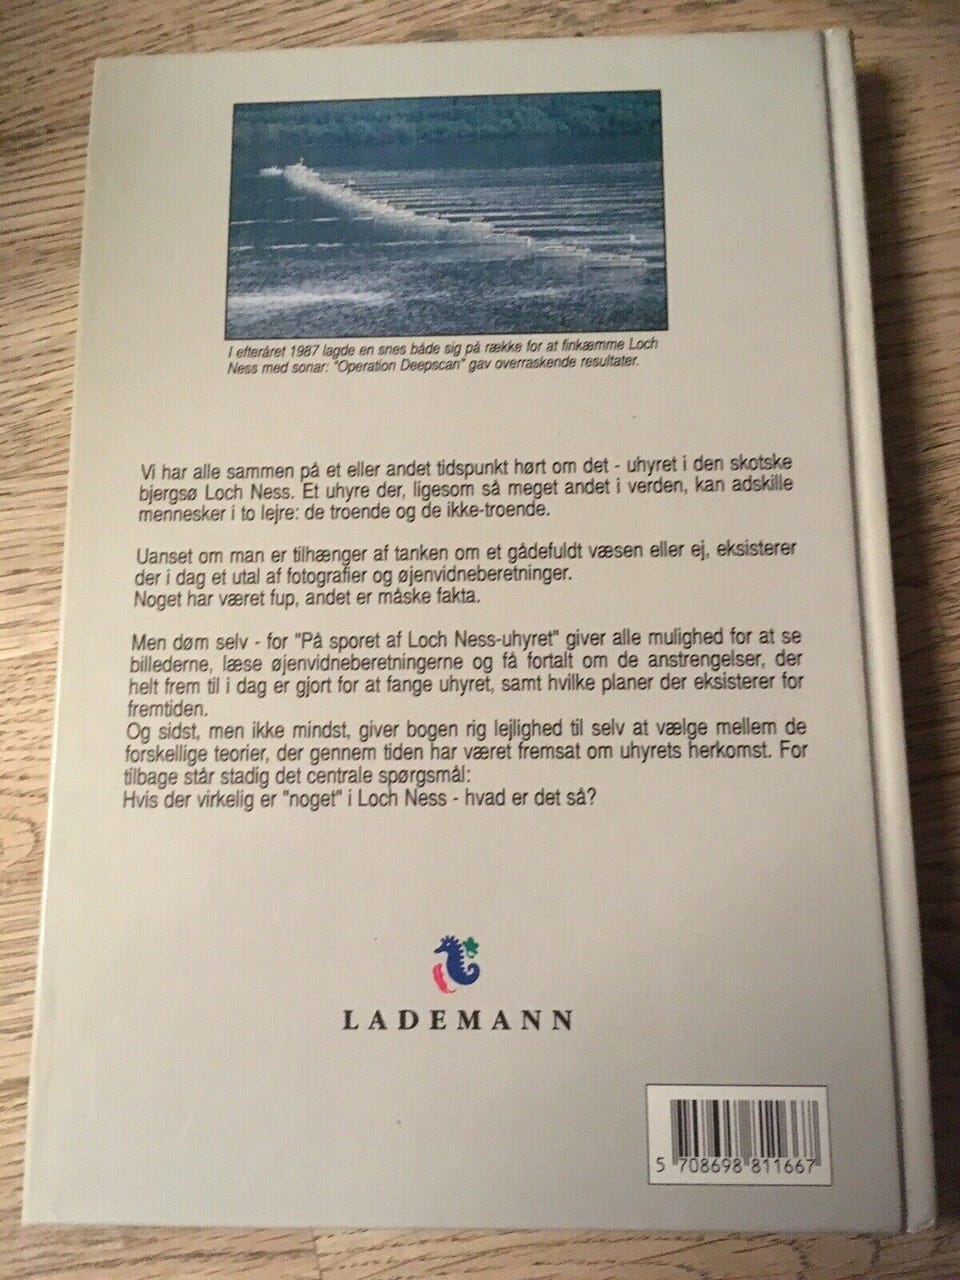 I efteråret 1987 lagde en snes både sig på række for at finkæmme Loch
Ness med sonar: "Operation Deepscan" gav overraskende resultater.
Vi har alle sammen på et eller andet tidspunkt hørt om det - uhyret i den skotske
bjergsø Loch Ness. Et uhyre der, ligesom så meget andet i verden, kan adskille
mennesker i to lejre: de troende og de ikke-troende.
Uanset om man er tilhænger af tanken om et gådefuldt væsen eller ej, eksisterer
der i dag et utal af fotografier og øjenvidneberetninger.
Noget har været fup, andet er måske fakta.
Men døm selv - for "På sporet af Loch Ness-uhyret" giver alle mulighed for at se
billederne, læse øjenvidneberetningerne og få fortalt om de anstrengelser, der
helt frem til i dag er gjort for at fange uhyret, samt hvilke planer der eksisterer for
fremtiden.
Og sidst, men ikke mindst, giver bogen rig lejlighed til selv at vælge mellem de
forskellige teorier, der gennem tiden har været fremsat om uhyrets herkomst. For
tilbage står stadig det centrale spørgsmål:
Hvis der virkelig er "noget" i Loch Ness - hvad er det så?
LADEMANN
5 708698 811667